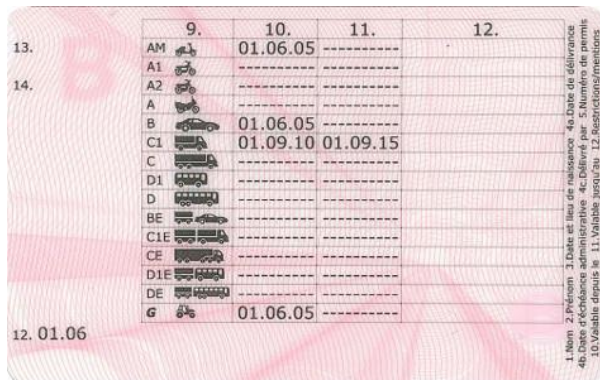 9. 10. 11. 12.
13.
14.
AM 01.06.05 ---------
A1 --------- ---------
A2 --------- ---------
A --------- ---------
B 01.06.05 ---------
C1 01.09.10 01.09.15
C --------- ---------
D1 --------- ---------
D --------- ---------
BE --------- ---------
C1E --------- ---------
CE --------- ---------
D1E --------- ---------
DE --------- ---------
G 01.06.05 ---------
12. 01.06
1.Nom 2.Prénom 3.Date et lieu de naissance 4a.Date de délivrance
4b.Date d'échéance administrative 4c.Délivré par 5.Numéro de permis
10.Valable depuis le 11.Valable jusqu'au 12.Restrictions/mentions